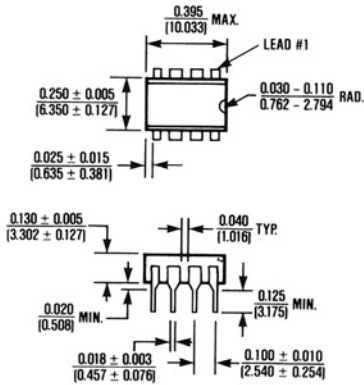 0.395
(10.033) MAX.
LEAD #1
0.250 ± 0.005
(6.350 ± 0.127)
0.030 – 0.110
0.762 – 2.794 RAD.
0.025 ± 0.015
(0.635 ± 0.381)
0.130 ± 0.005
(3.302 ± 0.127)
0.040
(1.016) TYP.
0.020
(0.508) MIN.
0.125
(3.175) MIN.
0.018 ± 0.003
(0.457 ± 0.076)
0.100 ± 0.010
(2.540 ± 0.254)